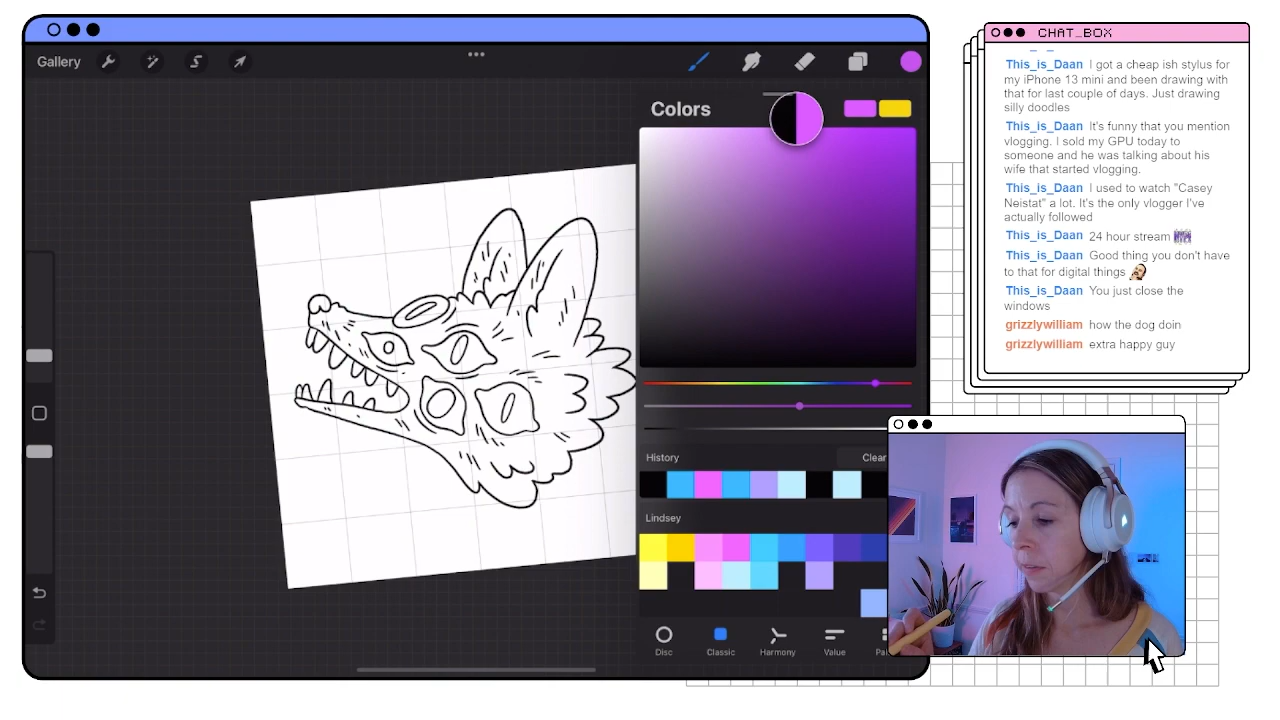 CHAT_BOX
Gallery
Colors
This_is_Daan I got a cheap ish stylus for
my iPhone 13 mini and been drawing with
that for last couple of days. Just drawing
silly doodles
This_is_Daan It's funny that you mention
vlogging. I sold my GPU today to
someone and he was talking about his
wife that started vlogging.
This_is_Daan I used to watch "Casey
Neistat" a lot. It's the only vlogger I've
actually followed
This_is_Daan 24 hour stream
This_is_Daan Good thing you don't have
to that for digital things
This_is_Daan You just close the
windows
grizzlywilliam how the dog doin
grizzlywilliam extra happy guy
History
Clear
Lindsey
Disc
Classic
Harmony
Value